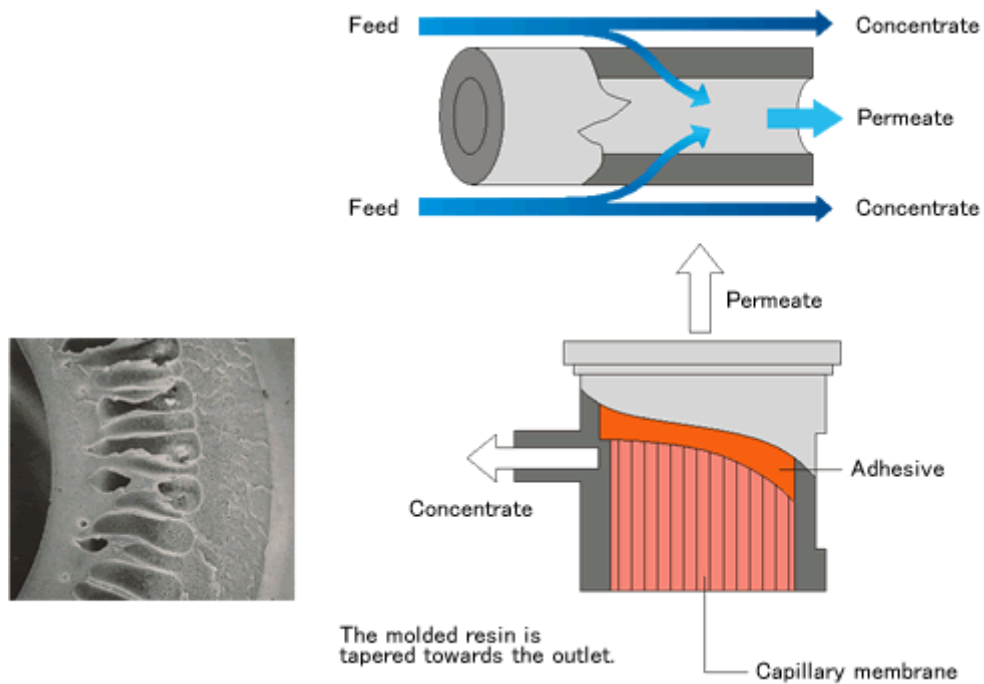 Feed
Concentrate
Permeate
Feed
Concentrate
Permeate
Adhesive
Concentrate
The molded resin is
tapered towards the outlet.
Capillary membrane